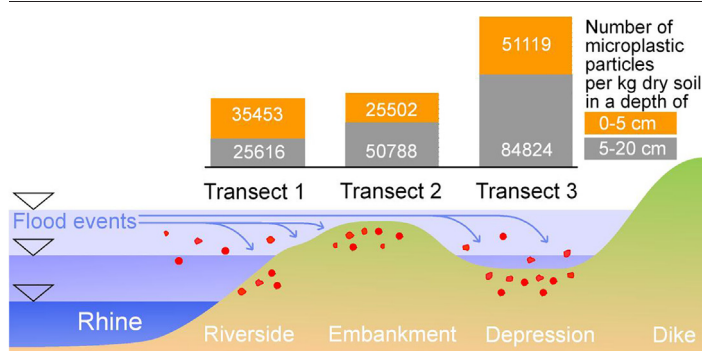 Number of
microplastic
particles
per kg dry soil
in a depth of
0-5 cm
5-20 cm
51119
35453
25502
25616
50788
84824
Transect 1
Transect 2
Transect 3
Flood events
Rhine
Riverside
Embankment
Depression
Dike